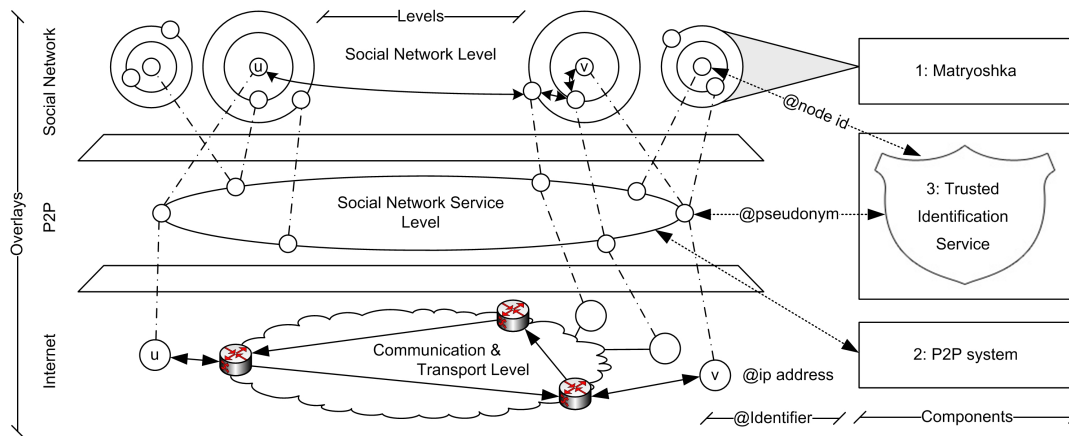 Levels
Social Network Level
u
v
Social Network
1: Matryoshka
@node id
Overlays
P2P
Social Network Service
Level
@pseudonym
3: Trusted
Identification
Service
Internet
u
Communication &
Transport Level
v
@ip address
2: P2P system
@Identifier
Components